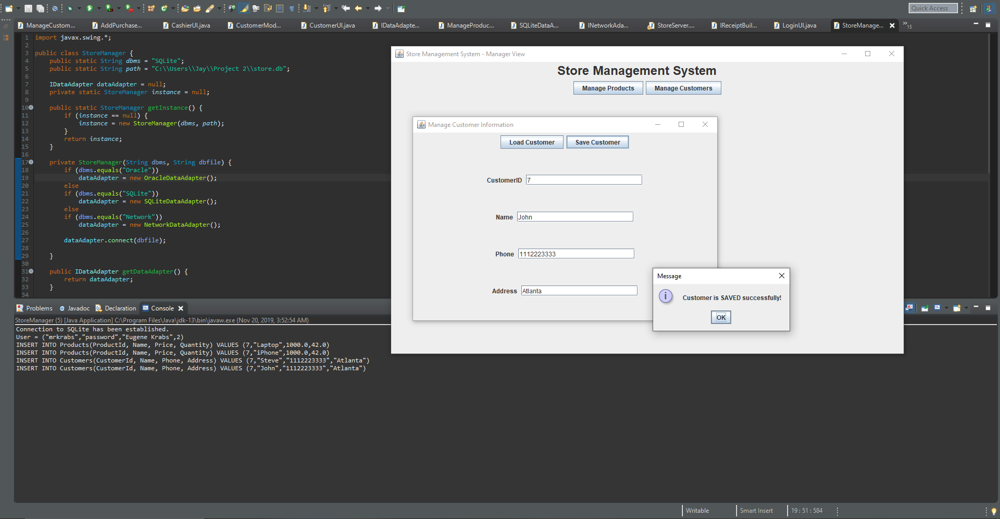 Quick Access
ManageCustom...
AddPurchase...
CashierUI.java
CustomerMod...
CustomerUI.java
IDataAdapte...
ManageProduc...
SQLiteDataA...
INetworkAda...
StoreServer....
IReceiptBuil...
LoginUI.java
StoreManage...
15
1 import javax.swing.*;
2
3 public class StoreManager {
4 public static String dbms = "SQLite";
5 public static String path = "C:\\Users\\Jay\\Project 2\\store.db";
6
7 IDataAdapter dataAdapter = null;
8 private static StoreManager instance = null;
9
10 public static StoreManager getInstance() {
11 if (instance == null) {
12 instance = new StoreManager(dbms, path);
13 }
14 return instance;
15 }
16
17 private StoreManager(String dbms, String dbfile) {
18 if (dbms.equals("Oracle"))
19 dataAdapter = new OracleDataAdapter();
20 else
21 if (dbms.equals("SQLite"))
22 dataAdapter = new SQLiteDataAdapter();
23 else
24 if (dbms.equals("Network"))
25 dataAdapter = new NetworkDataAdapter();
26
27 dataAdapter.connect(dbfile);
28
29 }
30
31 public IDataAdapter getDataAdapter() {
32 return dataAdapter;
33 }
34
Store Management System - Manager View
Store Management System
Manage Products
Manage Customers
Manage Customer Information
Load Customer
Save Customer
CustomerID 7
Name John
Phone 1112223333
Address Atlanta
Message
Customer is SAVED successfully!
OK
Problems
Javadoc
Declaration
Console
StoreManager (5) [Java Application] C:\Program Files\Java\jdk-13\bin\javaw.exe (Nov 20, 2019, 3:52:54 AM)
Connection to SQLite has been established.
User = ("mrkrabs","password","Eugene Krabs",2)
INSERT INTO Products(ProductId, Name, Price, Quantity) VALUES (7,"Laptop",1000.0,42.0)
INSERT INTO Products(ProductId, Name, Price, Quantity) VALUES (7,"iPhone",1000.0,42.0)
INSERT INTO Customers(CustomerId, Name, Phone, Address) VALUES (7,"Steve","1112223333","Atlanta")
INSERT INTO Customers(CustomerId, Name, Phone, Address) VALUES (7,"John","1112223333","Atlanta")
Writable
Smart Insert
19 : 51 : 584